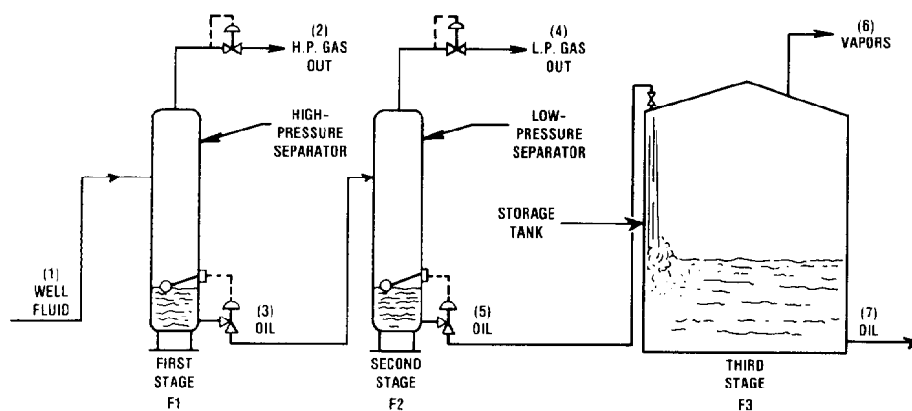 (2)
H.P. GAS
OUT
(4)
L.P. GAS
OUT
(6)
VAPORS
HIGH-
PRESSURE
SEPARATOR
LOW-
PRESSURE
SEPARATOR
STORAGE
TANK
(1)
WELL
FLUID
(3)
OIL
(5)
OIL
(7)
OIL
FIRST
STAGE
F1
SECOND
STAGE
F2
THIRD
STAGE
F3